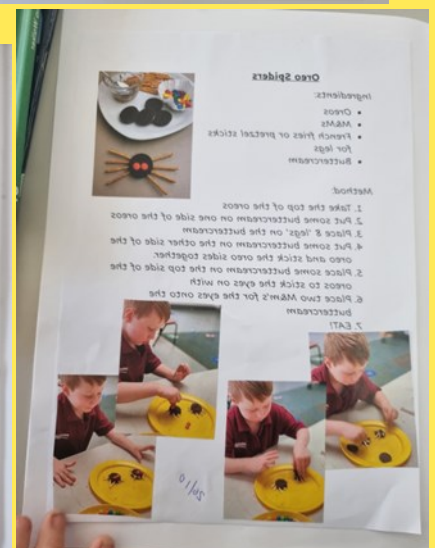 Oreo Spiders
Ingredients:
• Oreos
• M&Ms
• French fries or pretzel sticks
for legs
• Buttercream
Method:
1. Take the top of the oreos
2. Put some buttercream on one side of the oreos
3. Place 8 'legs' on the buttercream
4. Put some buttercream on the other side of the
oreo and stick the oreo sides together.
5. Place some buttercream on the top side of the
oreos to stick the eyes on with
6. Place two M&M's for the eyes onto the
buttercream
7. EAT!